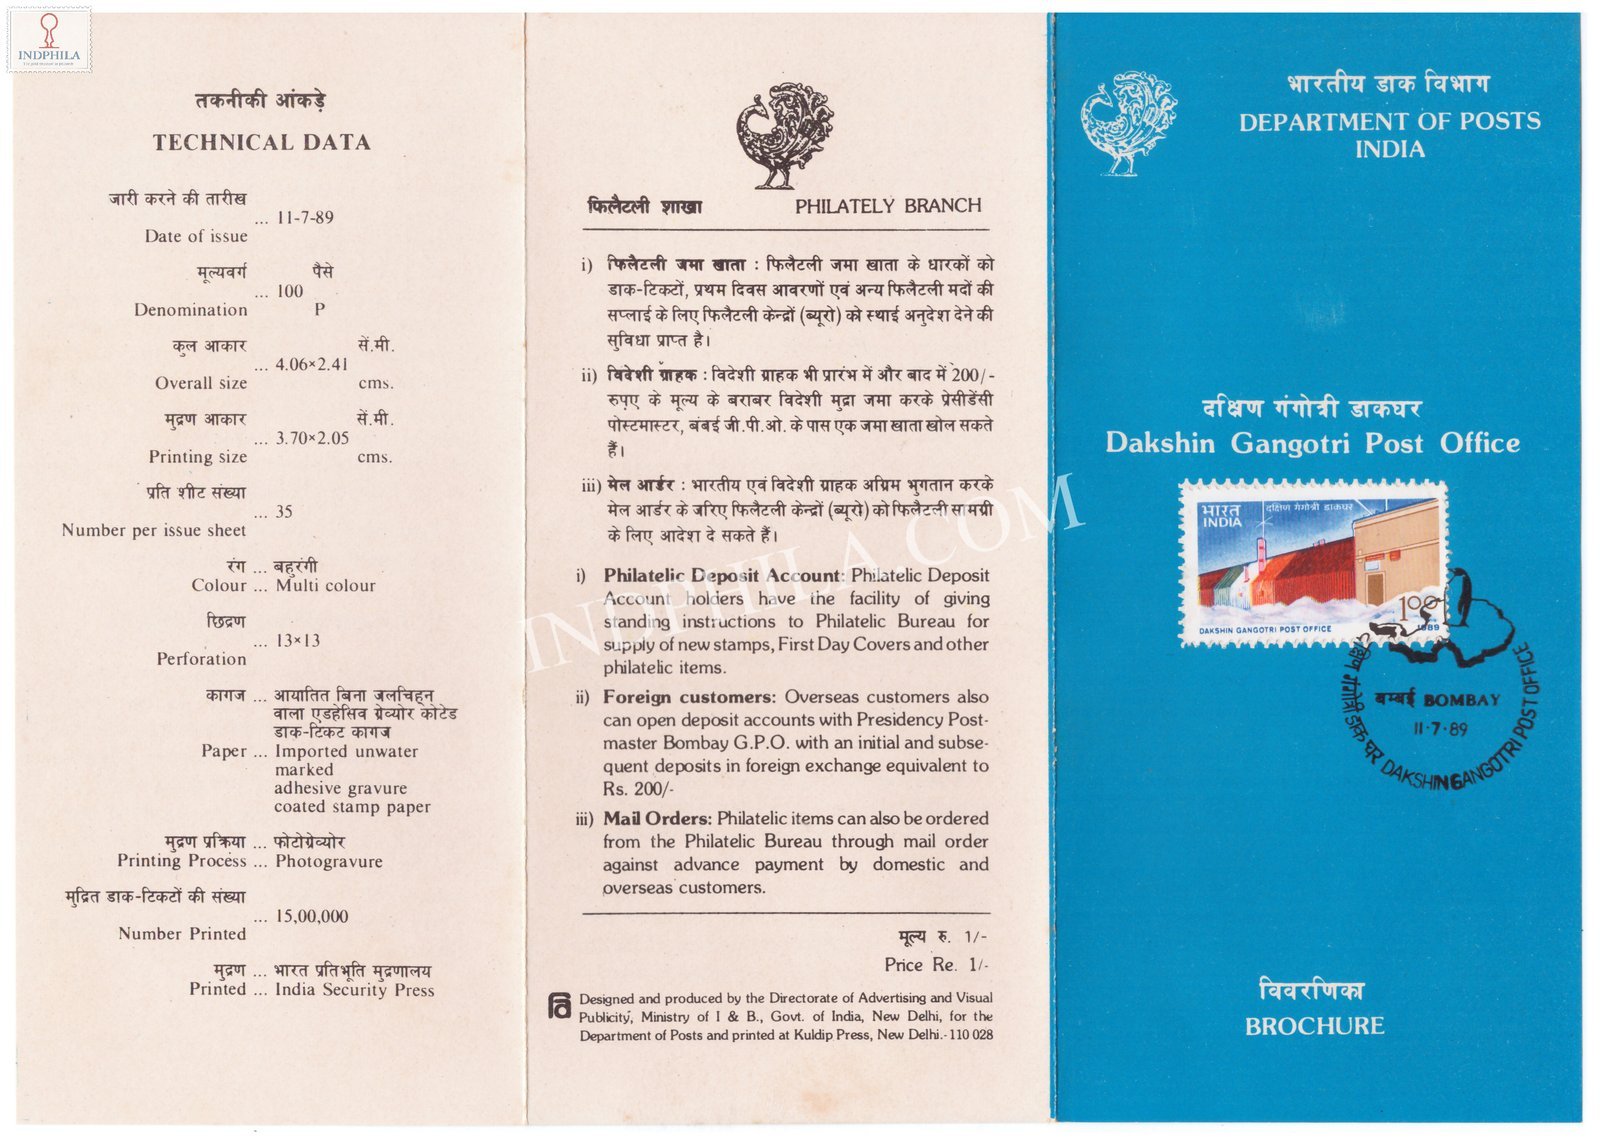 INDPHILA
तकनीकी आंकड़े
TECHNICAL DATA
जारी करने की तारीख
... 11-7-89
Date of issue
मूल्यवर्ग पैसे
... 100
Denomination P
कुल आकार सें.मी.
... 4.06×2.41
Overall size cms.
मुद्रण आकार सें.मी.
... 3.70×2.05
Printing size cms.
प्रति शीट संख्या
... 35
Number per issue sheet
रंग ... बहुरंगी
Colour ... Multi colour
छिद्रण
... 13×13
Perforation
कागज ... आयातित बिना जलचिहन
वाला एडहेसिव ग्रेव्योर कोटेड
डाक-टिकट कागज
Paper ... Imported unwater
marked
adhesive gravure
coated stamp paper
मुद्रण प्रक्रिया ... फोटोग्रेव्योर
Printing Process ... Photogravure
मुद्रित डाक-टिकटों की संख्या
... 15,00,000
Number Printed
मुद्रण ... भारत प्रतिभूति मुद्रणालय
Printed ... India Security Press
फिलैटली शाखा PHILATELY BRANCH
i) फिलैटली जमा खाता : फिलैटली जमा खाता के धारकों को
डाक-टिकटों, प्रथम दिवस आवरणों एवं अन्य फिलैटली मदों की
सप्लाई के लिए फिलैटली केन्द्रों (ब्यूरो) को स्थाई अनुदेश देने की
सुविधा प्राप्त है।
ii) विदेशी ग्राहक : विदेशी ग्राहक भी प्रारंभ में और बाद में 200/-
रुपए के मूल्य के बराबर विदेशी मुद्रा जमा करके प्रेसीडेंसी
पोस्टमास्टर, बंबई जी.पी.ओ. के पास एक जमा खाता खोल सकते
हैं।
iii) मेल आर्डर : भारतीय एवं विदेशी ग्राहक अग्रिम भुगतान करके
मेल आर्डर के जरिए फिलैटली केन्द्रों (ब्यूरो) को फिलैटली सामग्री
के लिए आदेश दे सकते हैं।
i) Philatelic Deposit Account: Philatelic Deposit
Account holders have the facility of giving
standing instructions to Philatelic Bureau for
supply of new stamps, First Day Covers and other
philatelic items.
ii) Foreign customers: Overseas customers also
can open deposit accounts with Presidency Post-
master Bombay G.P.O. with an initial and subse-
quent deposits in foreign exchange equivalent to
Rs. 200/-
iii) Mail Orders: Philatelic items can also be ordered
from the Philatelic Bureau through mail order
against advance payment by domestic and
overseas customers.
मूल्य रु. 1/-
Price Re. 1/-
Designed and produced by the Directorate of Advertising and Visual
Publicity, Ministry of I & B., Govt. of India, New Delhi, for the
Department of Posts and printed at Kuldip Press, New Delhi.-110 028
INDPHILA.COM
भारतीय डाक विभाग
DEPARTMENT OF POSTS
INDIA
दक्षिण गंगोत्री डाकघर
Dakshin Gangotri Post Office
भारत दक्षिण गंगोत्री डाकघर
INDIA
100
DAKSHIN GANGOTRI POST OFFICE 1989
बम्बई BOMBAY
11·7·89
दक्षिण गंगोत्री डाक घर DAKSHIN GANGOTRI POST OFFICE
विवरणिका
BROCHURE